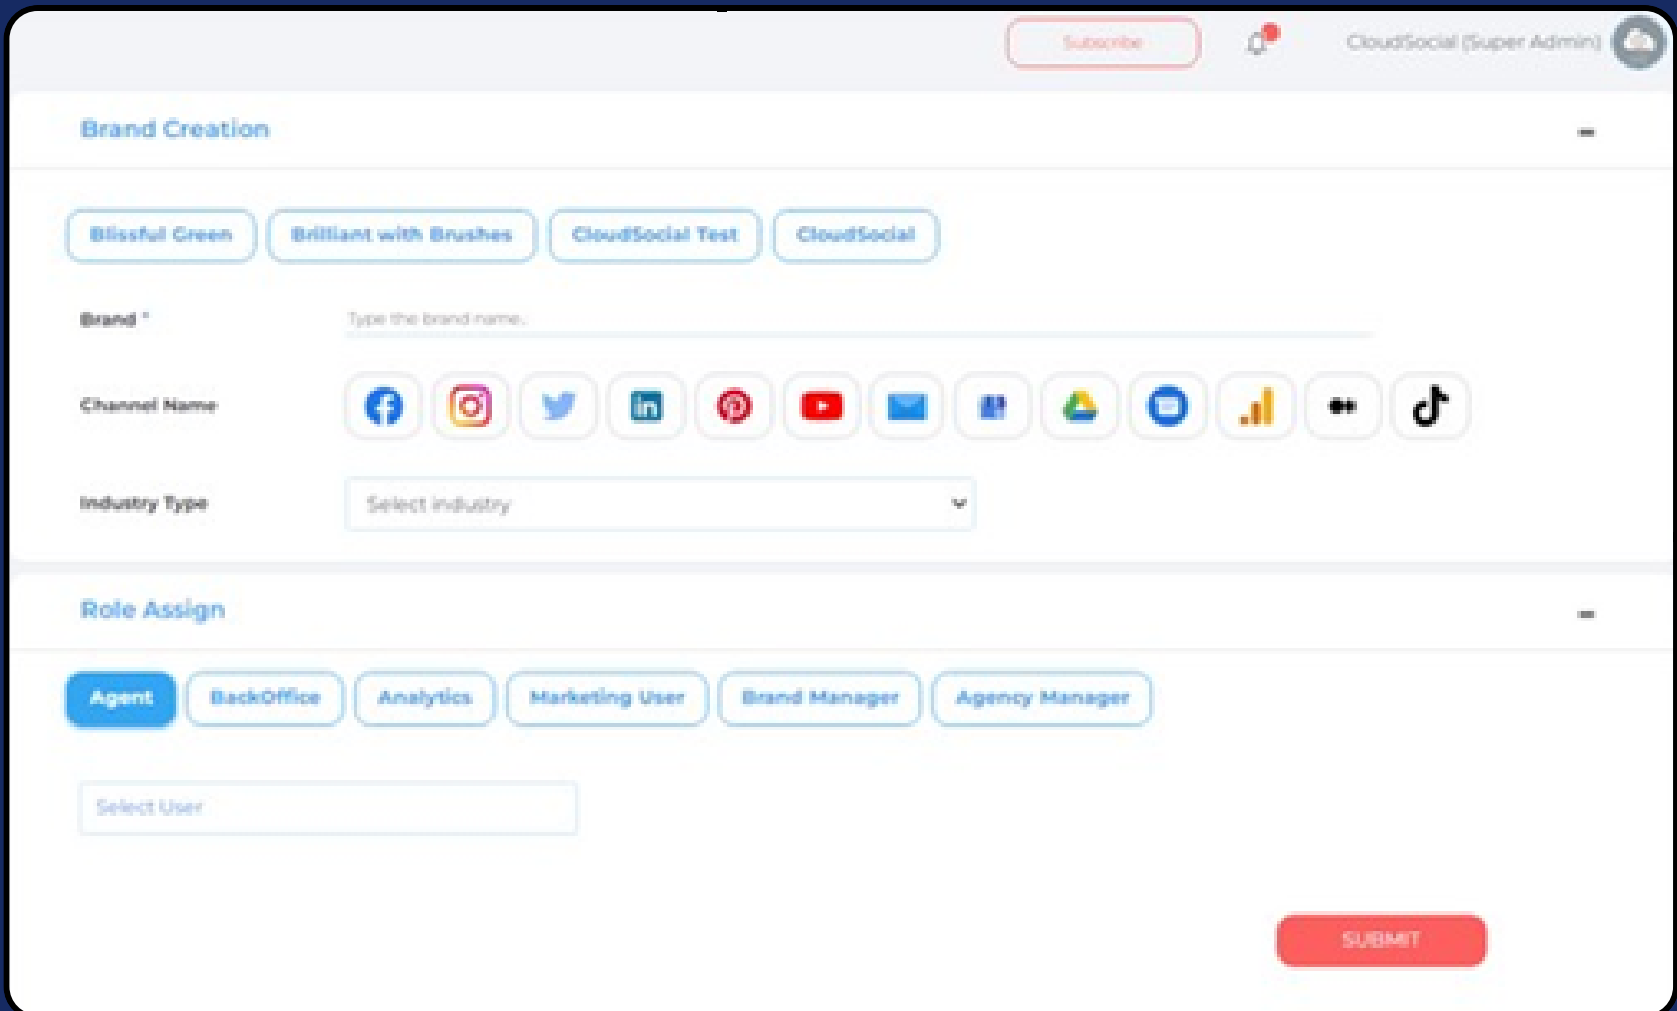 Subscribe CloudSocial (Super Admin)
Brand Creation
Blissful Green Brilliant with Brushes CloudSocial Test CloudSocial
Brand * Type the brand name..
Channel Name
Industry Type Select industry
Role Assign
Agent BackOffice Analytics Marketing User Brand Manager Agency Manager
Select User
SUBMIT